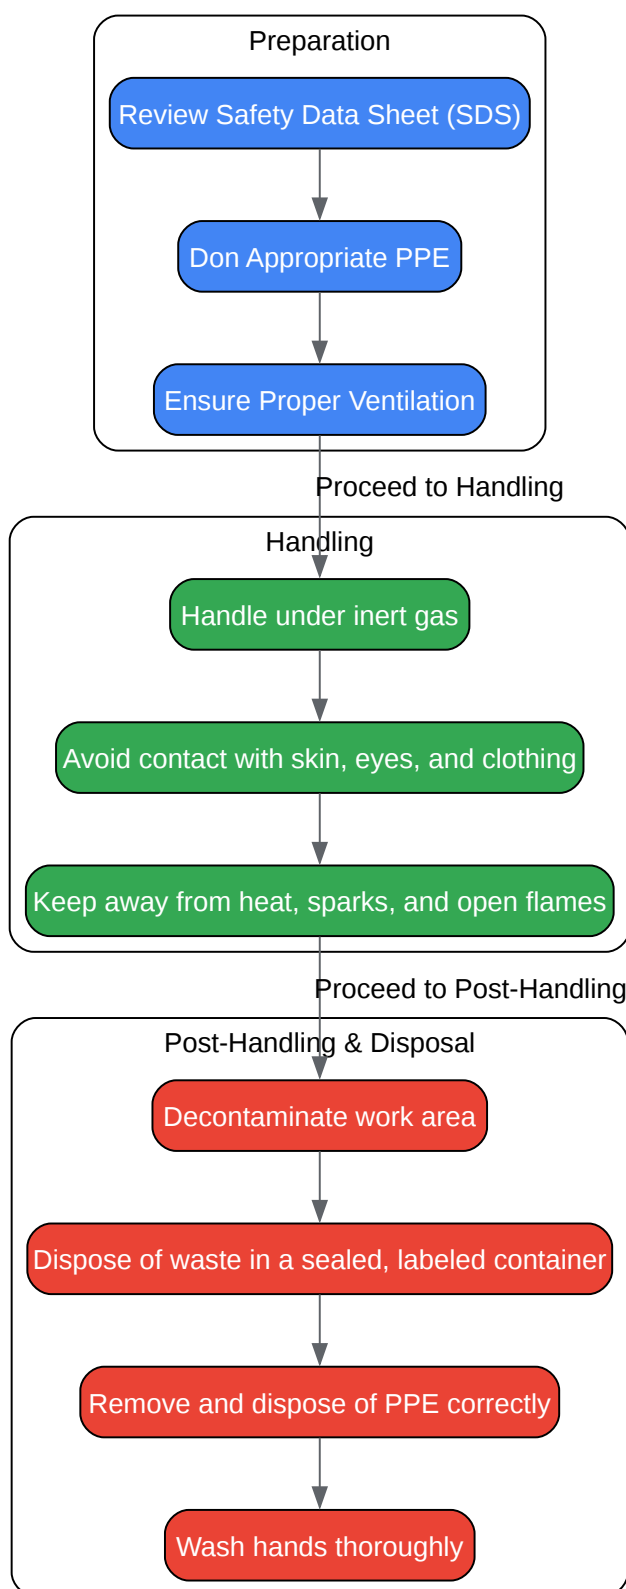 Preparation
Review Safety Data Sheet (SDS)
Don Appropriate PPE
Ensure Proper Ventilation
Proceed to Handling
Handling
Handle under inert gas
Avoid contact with skin, eyes, and clothing
Keep away from heat, sparks, and open flames
Proceed to Post-Handling
Post-Handling & Disposal
Decontaminate work area
Dispose of waste in a sealed, labeled container
Remove and dispose of PPE correctly
Wash hands thoroughly